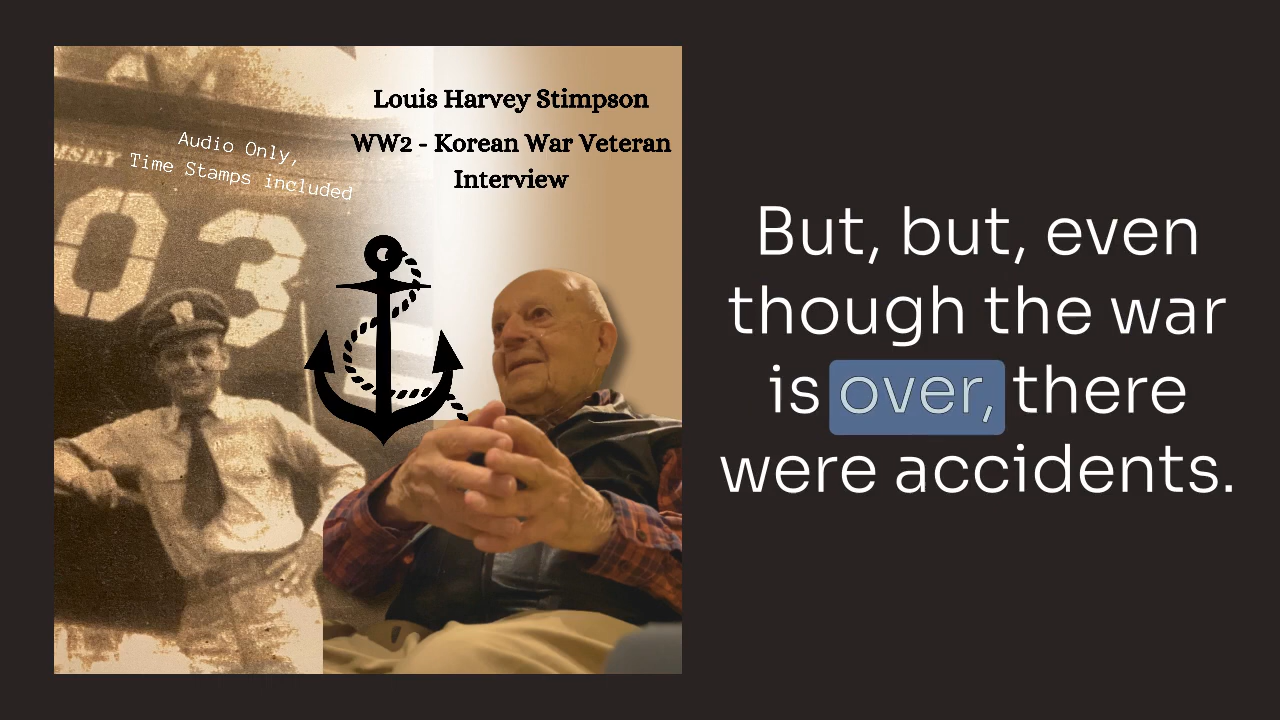 Louis Harvey Stimpson
WW2 - Korean War Veteran
Interview
Audio Only,
Time Stamps included
MSEY
03
But, but, even
though the war
is over, there
were accidents.